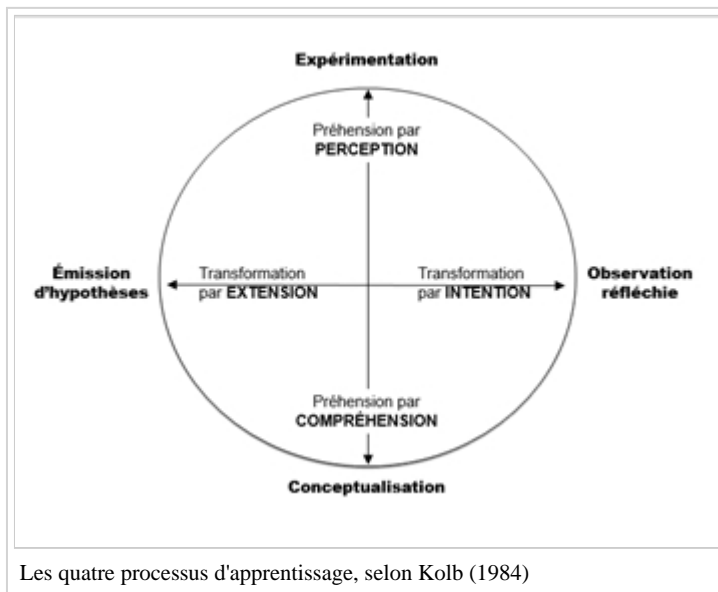 Expérimentation
Préhension par
PERCEPTION
Émission
d'hypothèses
Transformation
par EXTENSION
Transformation
par INTENTION
Observation
réfléchie
Préhension par
COMPRÉHENSION
Conceptualisation
Les quatre processus d'apprentissage, selon Kolb (1984)